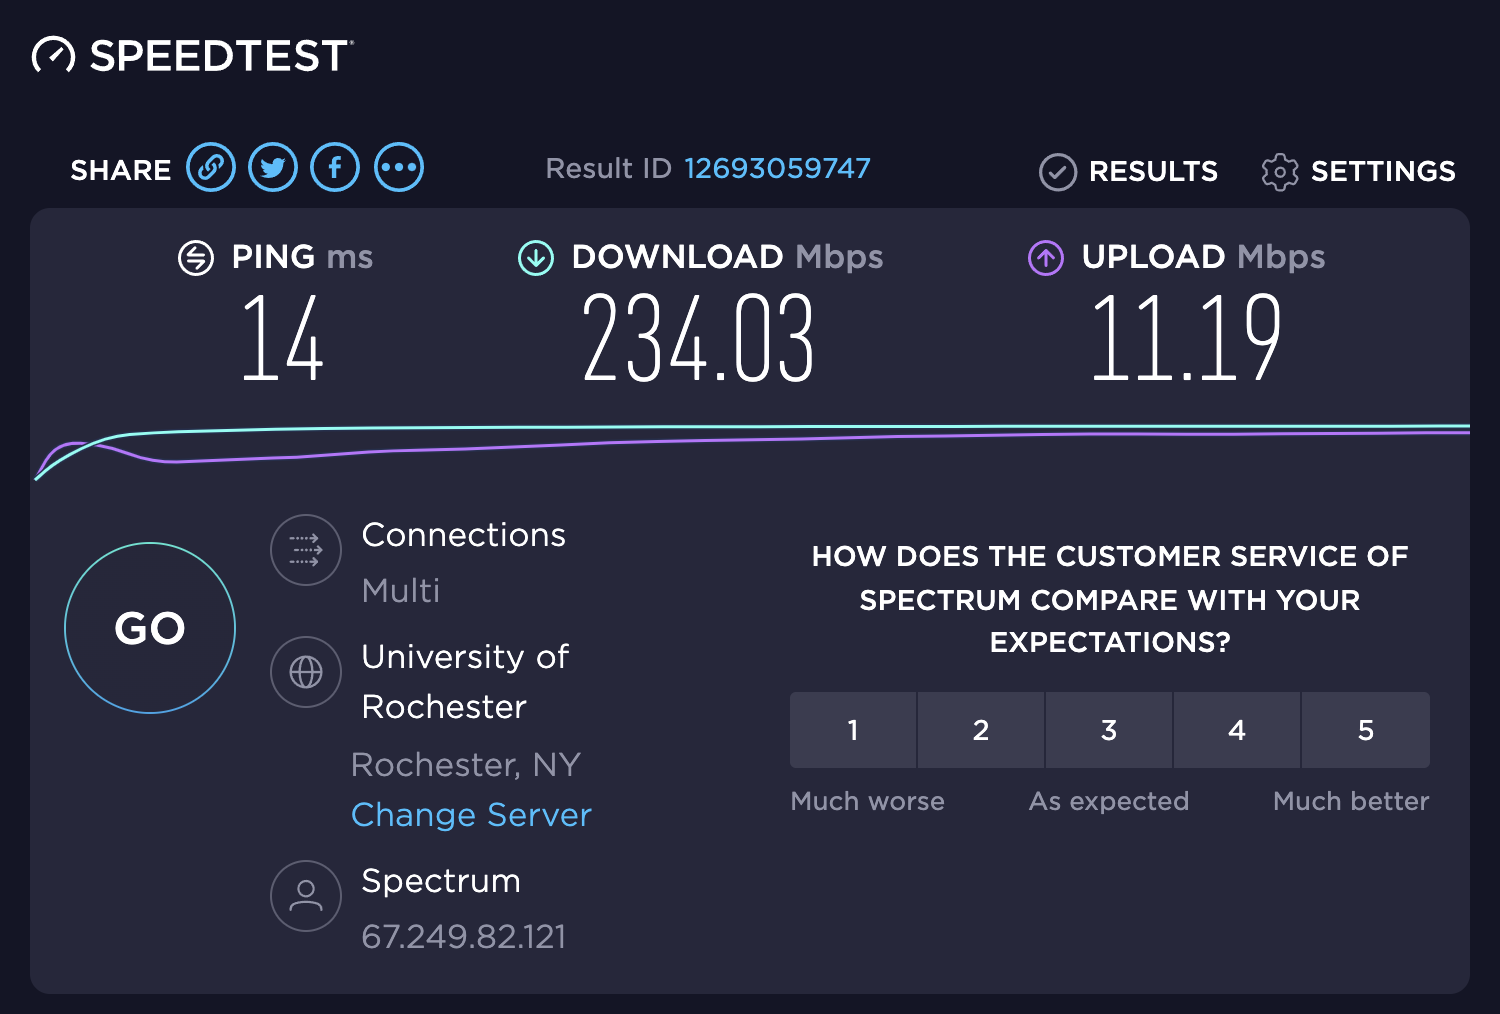 SPEEDTEST
SHARE
Result ID 12693059747
RESULTS
SETTINGS
PING ms
14
DOWNLOAD Mbps
234.03
UPLOAD Mbps
11.19
GO
Connections
Multi
University of
Rochester
Rochester, NY
Change Server
Spectrum
67.249.82.121
HOW DOES THE CUSTOMER SERVICE OF
SPECTRUM COMPARE WITH YOUR
EXPECTATIONS?
1 2 3 4 5
Much worse As expected Much better